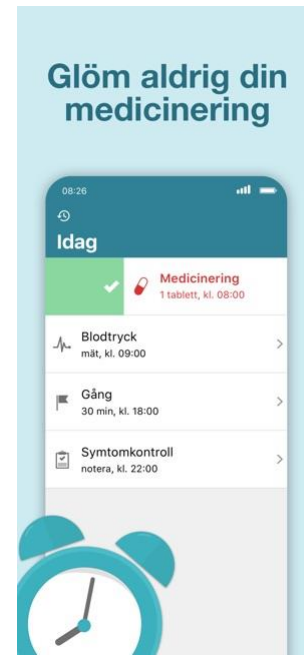 Glöm aldrig din
medicinering
08:26
Idag
Medicinering
1 tablett, kl. 08:00
Blodtryck
mät, kl. 09:00
Gång
30 min, kl. 18:00
Symtomkontroll
notera, kl. 22:00